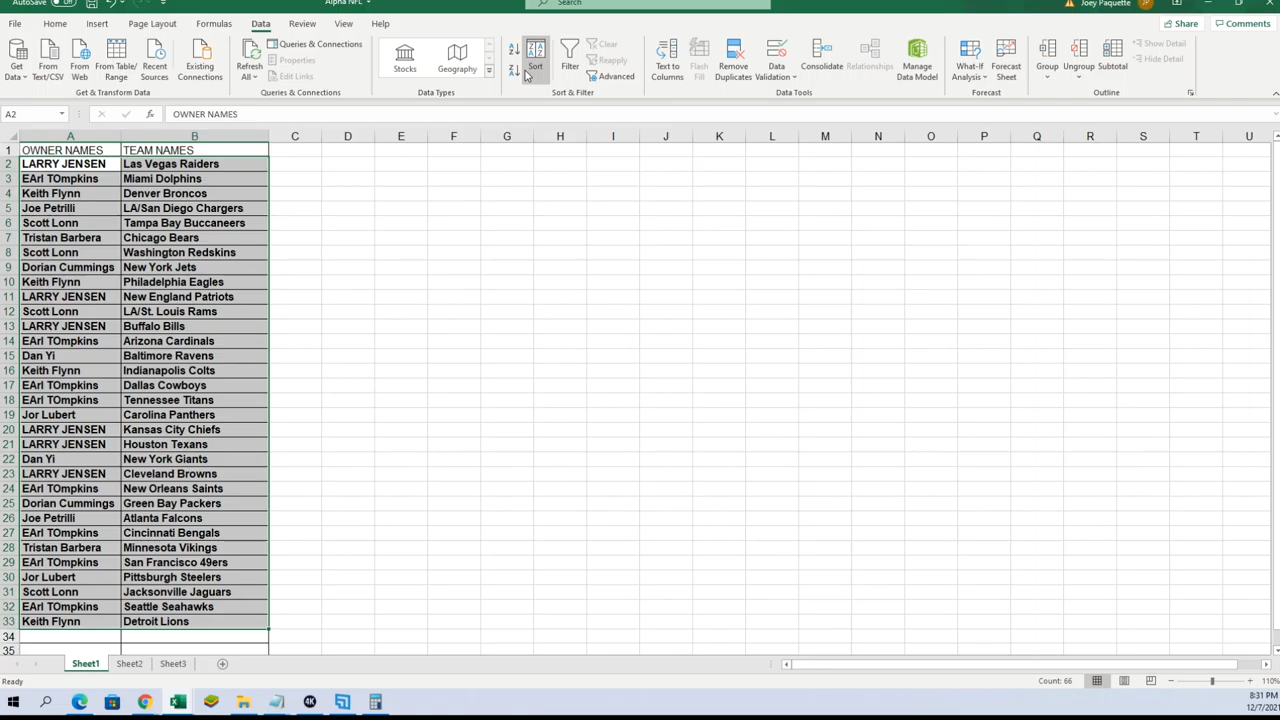 AutoSave Off Alpha NFL Search Joey Paquette JP
File Home Insert Page Layout Formulas Data Review View Help Share Comments
Get Data From Text/CSV From Web From Table/Range Recent Sources Existing Connections Refresh All Queries & Connections Properties Edit Links Stocks Geography Sort Filter Clear Reapply Advanced Text to Columns Flash Fill Remove Duplicates Data Validation Consolidate Relationships Manage Data Model What-If Analysis Forecast Sheet Group Ungroup Subtotal Show Detail Hide Detail
Get & Transform Data Queries & Connections Data Types Sort & Filter Data Tools Forecast Outline
A2 fx OWNER NAMES
A B C D E F G H I J K L M N O P Q R S T U
1 OWNER NAMES TEAM NAMES
2 LARRY JENSEN Las Vegas Raiders
3 EArl TOmpkins Miami Dolphins
4 Keith Flynn Denver Broncos
5 Joe Petrilli LA/San Diego Chargers
6 Scott Lonn Tampa Bay Buccaneers
7 Tristan Barbera Chicago Bears
8 Scott Lonn Washington Redskins
9 Dorian Cummings New York Jets
10 Keith Flynn Philadelphia Eagles
11 LARRY JENSEN New England Patriots
12 Scott Lonn LA/St. Louis Rams
13 LARRY JENSEN Buffalo Bills
14 EArl TOmpkins Arizona Cardinals
15 Dan Yi Baltimore Ravens
16 Keith Flynn Indianapolis Colts
17 EArl TOmpkins Dallas Cowboys
18 EArl TOmpkins Tennessee Titans
19 Jor Lubert Carolina Panthers
20 LARRY JENSEN Kansas City Chiefs
21 LARRY JENSEN Houston Texans
22 Dan Yi New York Giants
23 LARRY JENSEN Cleveland Browns
24 EArl TOmpkins New Orleans Saints
25 Dorian Cummings Green Bay Packers
26 Joe Petrilli Atlanta Falcons
27 EArl TOmpkins Cincinnati Bengals
28 Tristan Barbera Minnesota Vikings
29 EArl TOmpkins San Francisco 49ers
30 Jor Lubert Pittsburgh Steelers
31 Scott Lonn Jacksonville Jaguars
32 EArl TOmpkins Seattle Seahawks
33 Keith Flynn Detroit Lions
34
35
Sheet1 Sheet2 Sheet3
Ready Count: 66 110%
4K 8:31 PM
12/7/2021